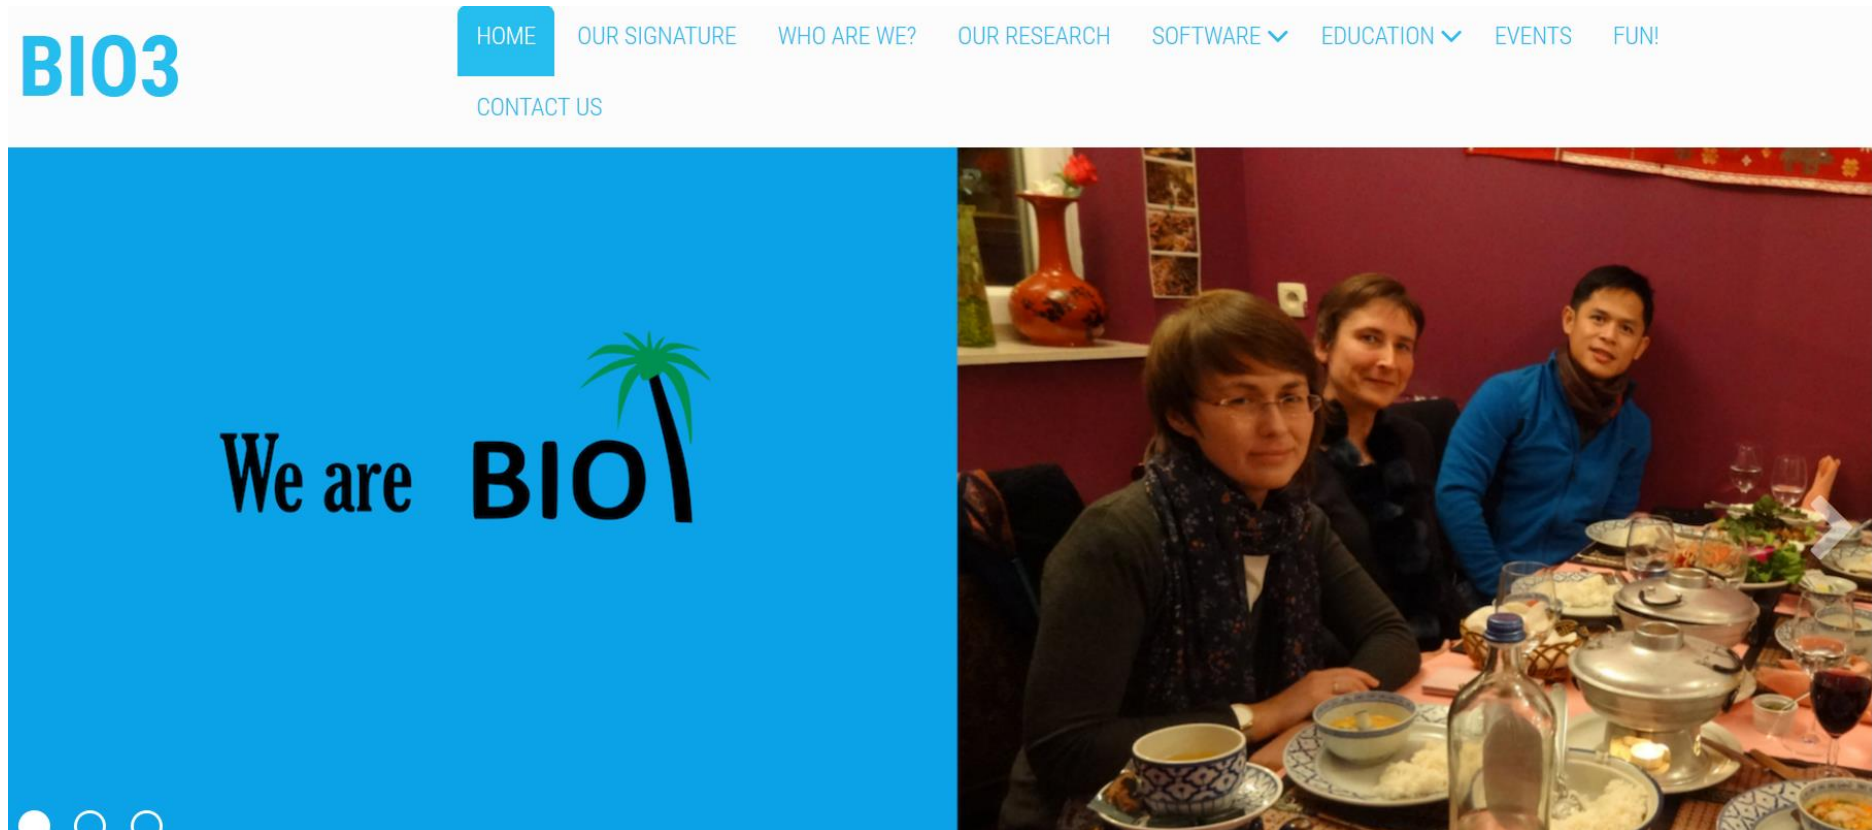 BIO3
HOME OUR SIGNATURE WHO ARE WE? OUR RESEARCH SOFTWARE EDUCATION EVENTS FUN!
CONTACT US
We are BIO